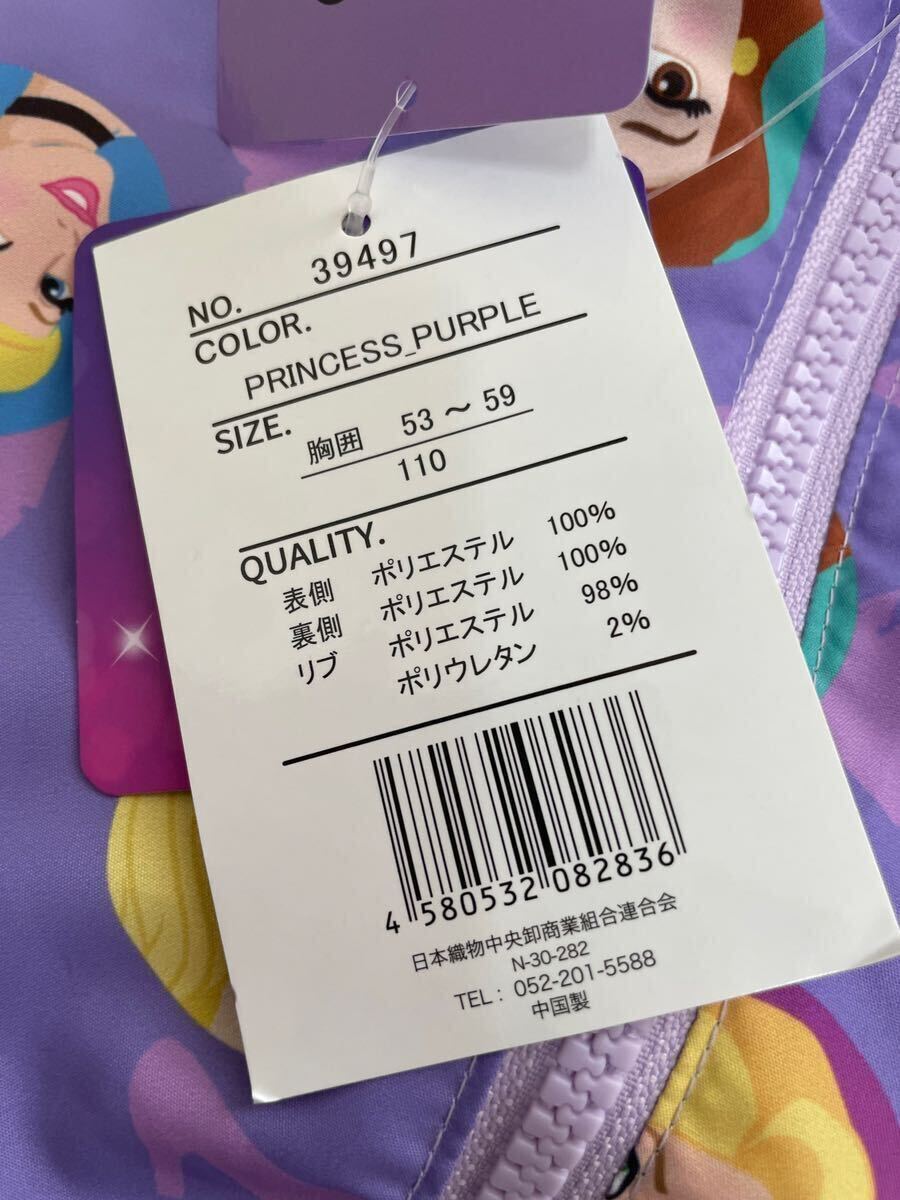 NO. 39497
COLOR.
PRINCESS_PURPLE
SIZE. 胸囲 53 ～ 59
110
QUALITY.
表側 ポリエステル 100%
裏側 ポリエステル 100%
リブ ポリエステル 98%
ポリウレタン 2%
4 580532 082836
日本織物中央卸商業組合連合会
N-30-282
TEL : 052-201-5588
中国製